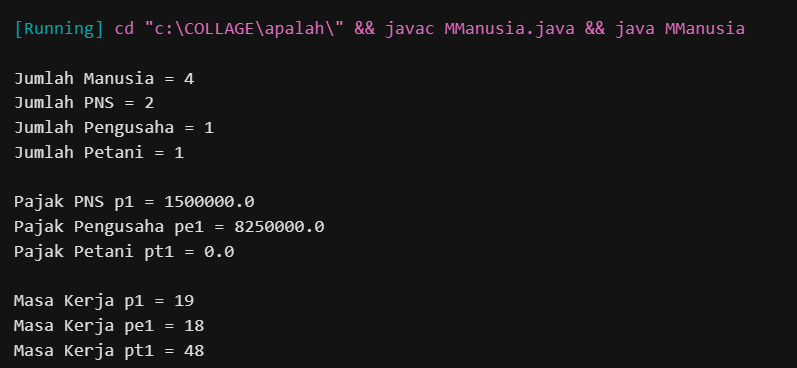 [Running] cd "c:\COLLAGE\apalah\" && javac MManusia.java && java MManusia
Jumlah Manusia = 4
Jumlah PNS = 2
Jumlah Pengusaha = 1
Jumlah Petani = 1
Pajak PNS p1 = 1500000.0
Pajak Pengusaha pe1 = 8250000.0
Pajak Petani pt1 = 0.0
Masa Kerja p1 = 19
Masa Kerja pe1 = 18
Masa Kerja pt1 = 48